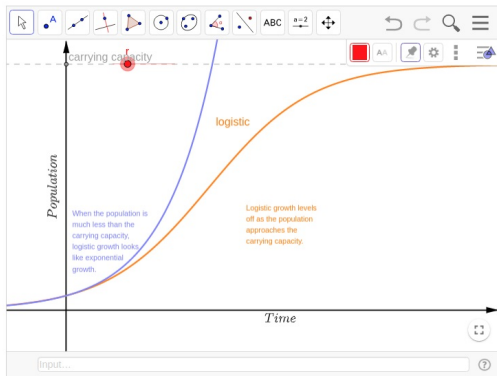 A
ABC
a=2
AA
carrying capacity
r
logistic
Population
When the population is
much less than the
carrying capacity,
logistic growth looks
like exponential
growth.
Logistic growth levels
off as the population
approaches the
carrying capacity.
Time
Input...